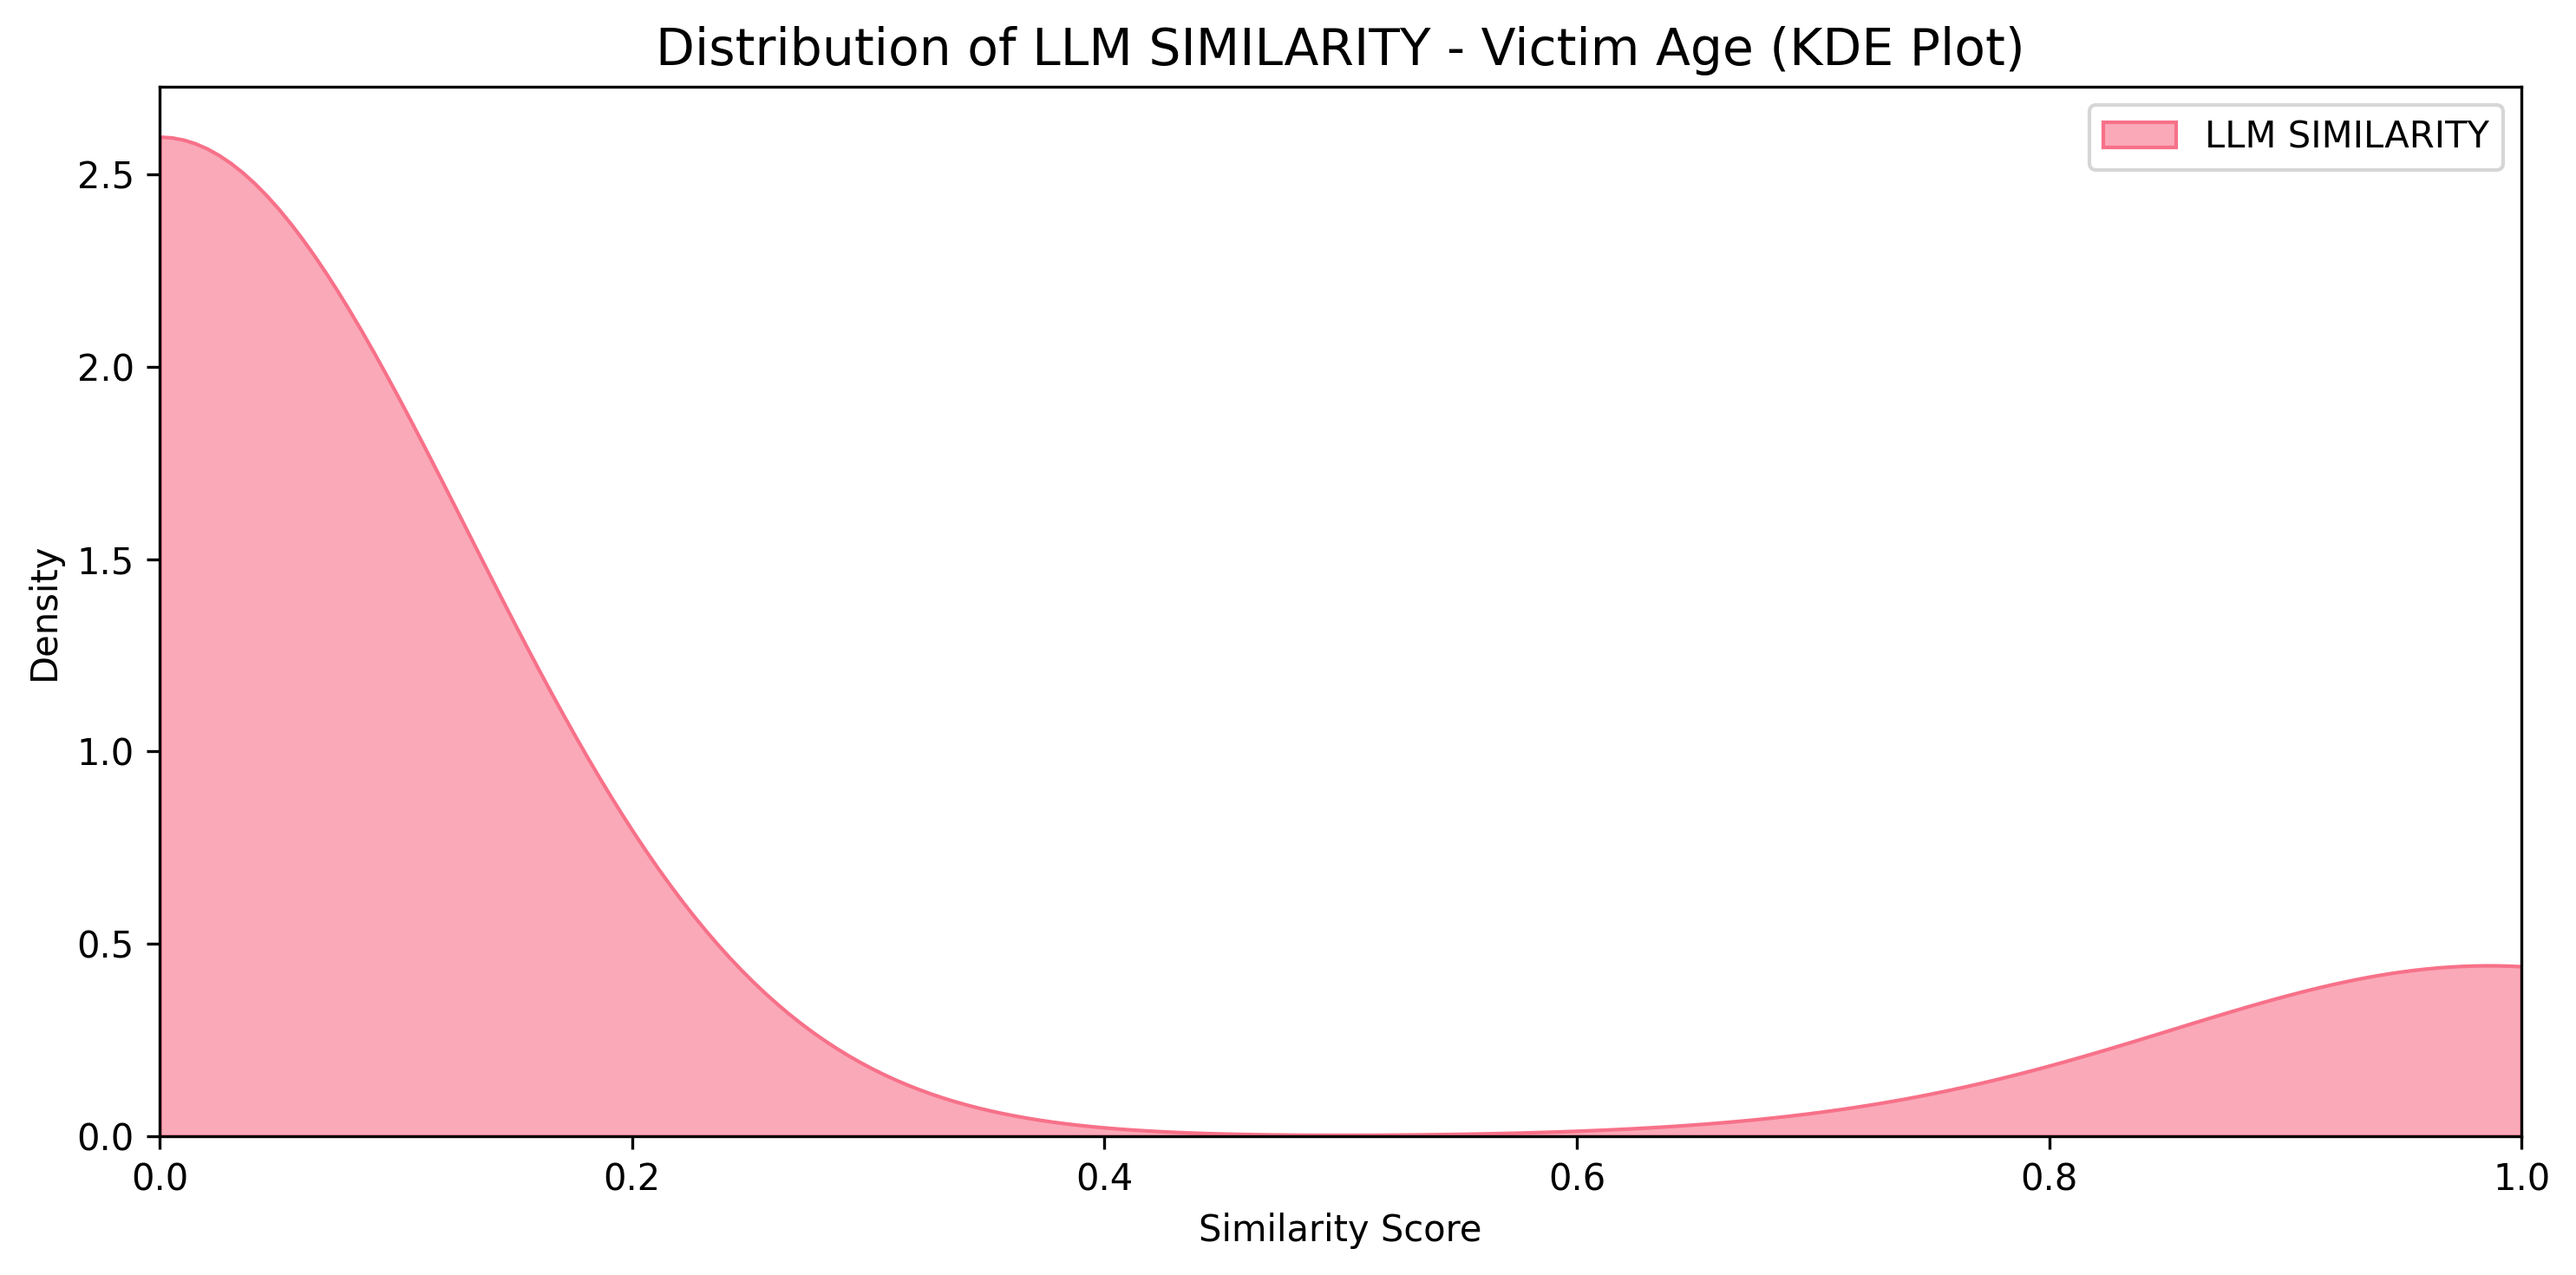 Distribution of LLM SIMILARITY - Victim Age (KDE Plot)
LLM SIMILARITY
Density
2.5
2.0
1.5
1.0
0.5
0.0
0.0 0.2 0.4 0.6 0.8 1.0
Similarity Score